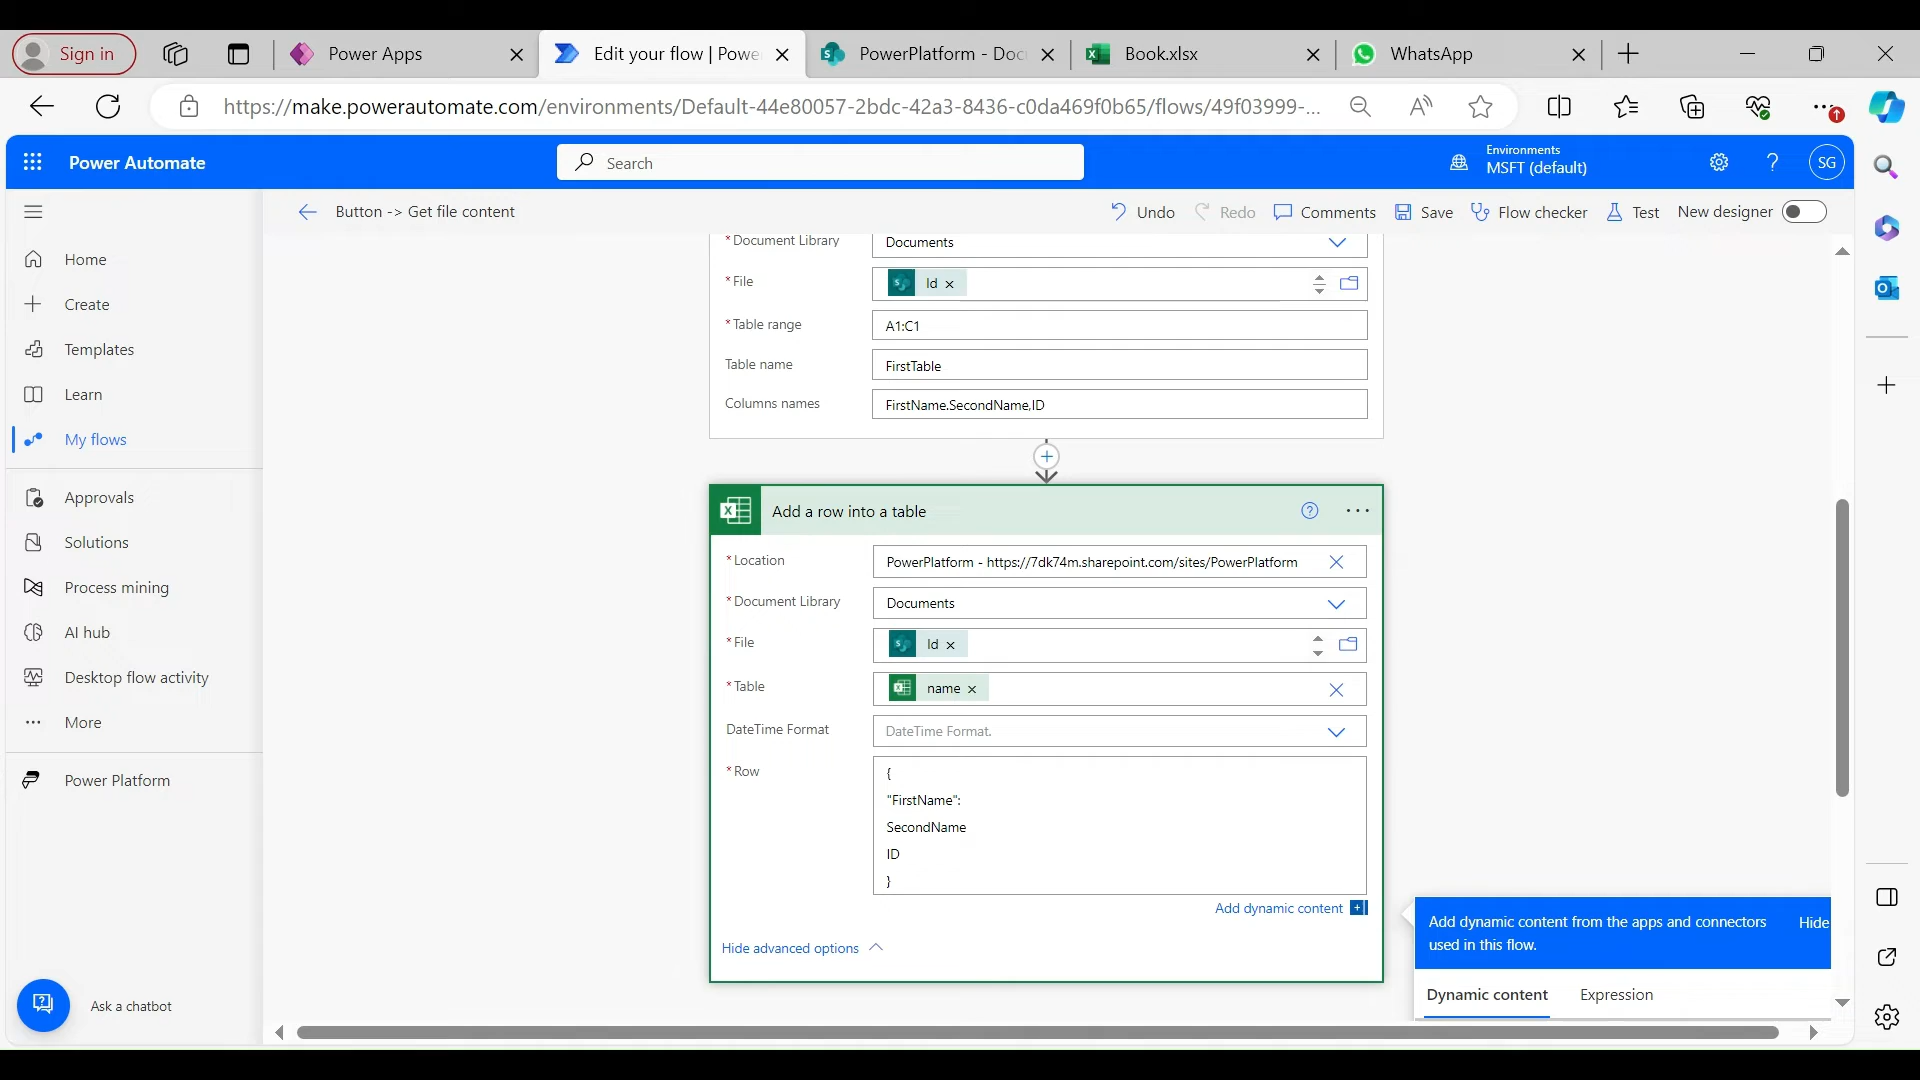 Sign in
Power Apps
Edit your flow | Powe
PowerPlatform - Doc
Book.xlsx
WhatsApp
https://make.powerautomate.com/environments/Default-44e80057-2bdc-42a3-8436-c0da469f0b65/flows/49f03999-...
Power Automate
Search
Environments
MSFT (default)
SG
Button -> Get file content
Undo
Redo
Comments
Save
Flow checker
Test
New designer
Home
Create
Templates
Learn
My flows
Approvals
Solutions
Process mining
AI hub
Desktop flow activity
More
Power Platform
Ask a chatbot
* Document Library
Documents
* File
Id
* Table range
A1:C1
Table name
FirstTable
Columns names
FirstName.SecondName,ID
Add a row into a table
* Location
PowerPlatform - https://7dk74m.sharepoint.com/sites/PowerPlatform
* Document Library
Documents
* File
Id
* Table
name
DateTime Format
DateTime Format.
* Row
{
"FirstName":
SecondName
ID
}
Add dynamic content
Hide advanced options
Add dynamic content from the apps and connectors
used in this flow.
Hide
Dynamic content
Expression